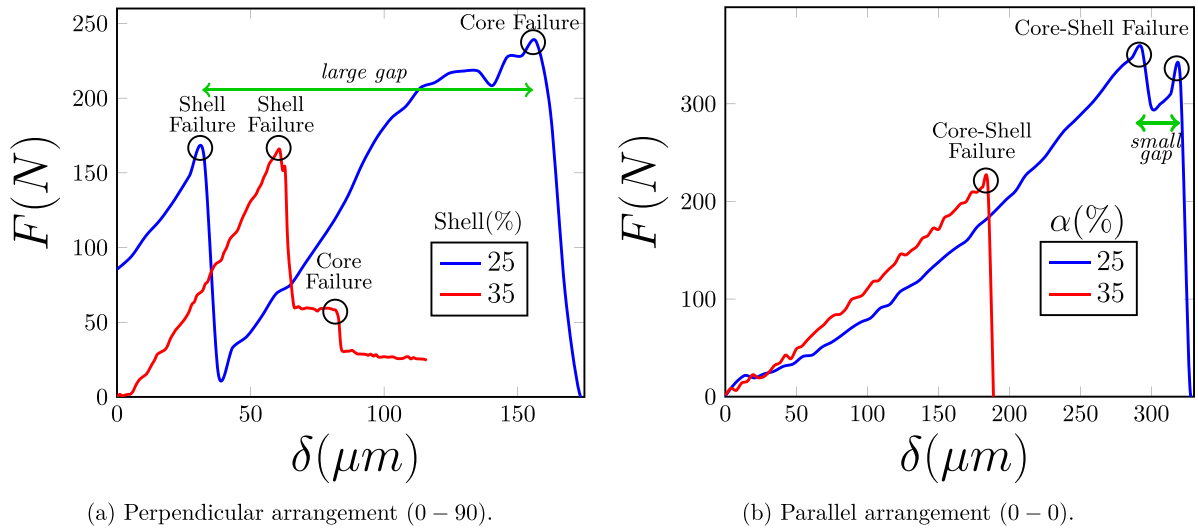 250
200
150
100
50
0
F(N)
0
50
100
150
δ(μm)
Core Failure
large gap
Shell
Failure
Shell
Failure
Core
Failure
Shell(%)
25
35
(a) Perpendicular arrangement (0 − 90).
300
200
100
0
F(N)
0
50
100
150
200
250
300
δ(μm)
Core-Shell Failure
small
gap
Core-Shell
Failure
α(%)
25
35
(b) Parallel arrangement (0 − 0).